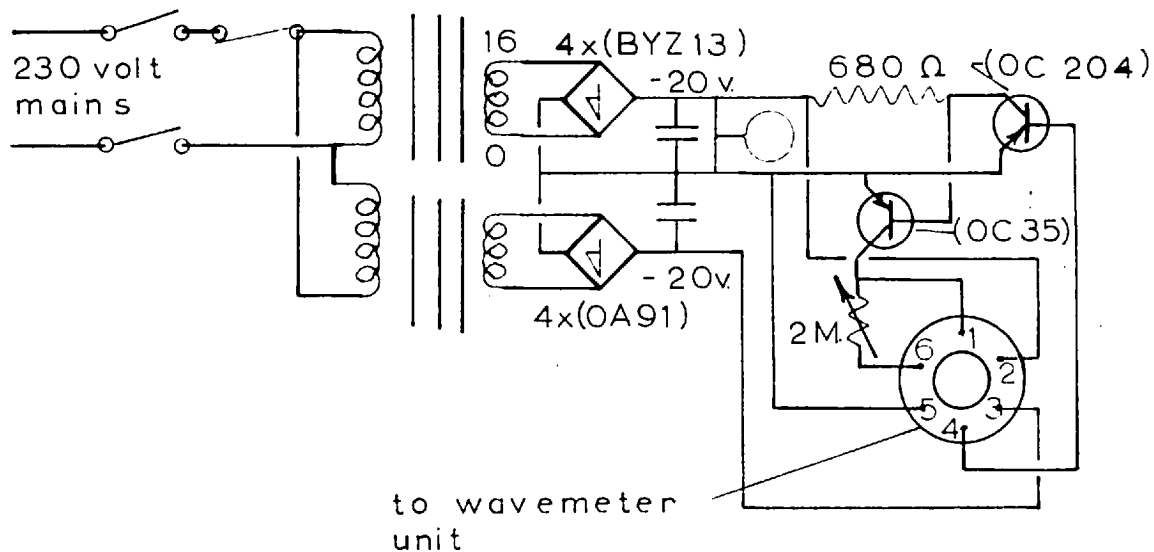 230 volt
mains
16
0
4x(BYZ13)
-20v.
680 Ω
(OC 204)
(OC35)
-20v.
4x(OA91)
2M.
1
2
3
4
5
6
to wavemeter
unit